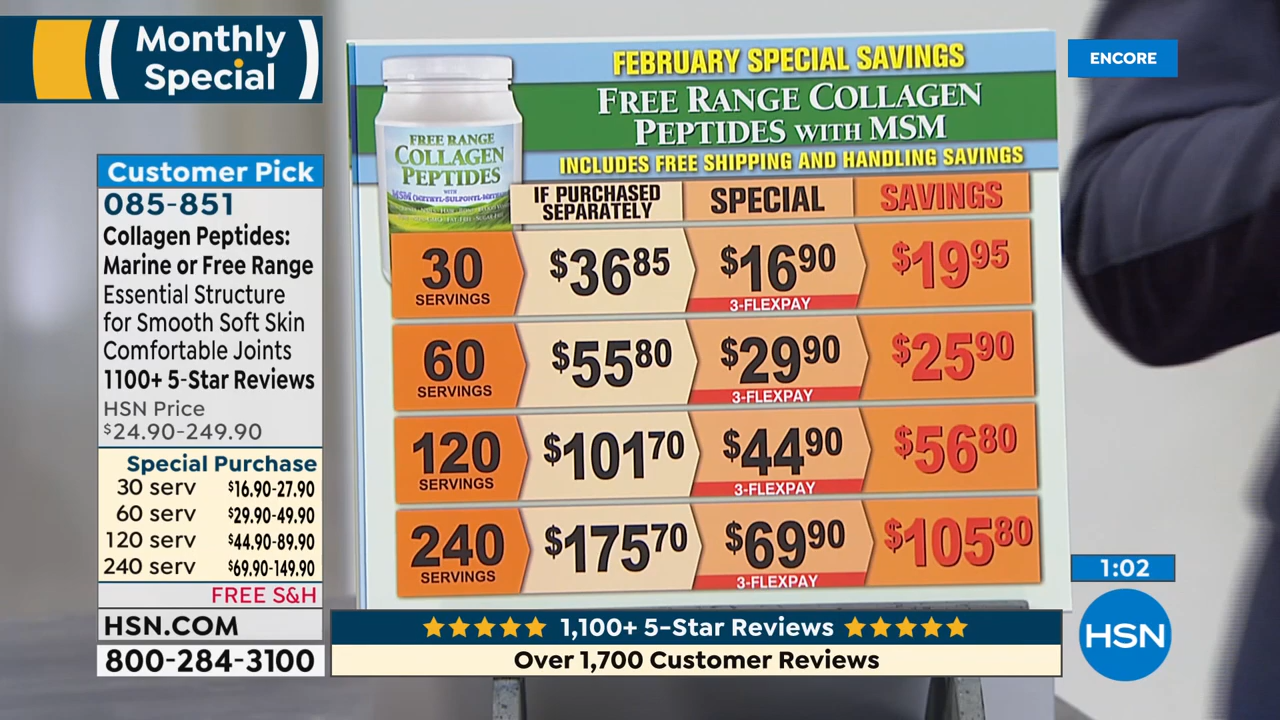 Monthly
Special
ENCORE
Customer Pick
085-851
Collagen Peptides:
Marine or Free Range
Essential Structure
for Smooth Soft Skin
Comfortable Joints
1100+ 5-Star Reviews
HSN Price
$24.90-249.90
Special Purchase
30 serv $16.90-27.90
60 serv $29.90-49.90
120 serv $44.90-89.90
240 serv $69.90-149.90
FREE S&H
HSN.COM
800-284-3100
FEBRUARY SPECIAL SAVINGS
FREE RANGE COLLAGEN
PEPTIDES WITH MSM
INCLUDES FREE SHIPPING AND HANDLING SAVINGS
FREE RANGE
COLLAGEN
PEPTIDES
WITH
MSM (METHYL-SULFONYL-METHANE)
IF PURCHASED
SEPARATELY
SPECIAL
SAVINGS
30
SERVINGS
$36.85
$16.90
3-FLEXPAY
$19.95
60
SERVINGS
$55.80
$29.90
3-FLEXPAY
$25.90
120
SERVINGS
$101.70
$44.90
3-FLEXPAY
$56.80
240
SERVINGS
$175.70
$69.90
3-FLEXPAY
$105.80
1,100+ 5-Star Reviews
Over 1,700 Customer Reviews
1:02
HSN